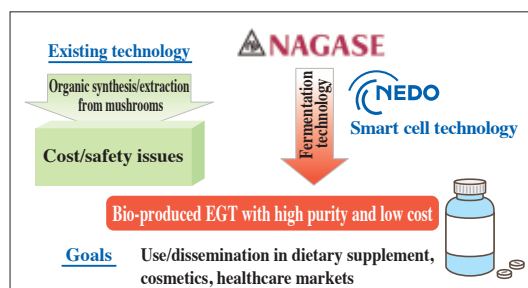 Existing technology
NAGASE
Organic synthesis/extraction
from mushrooms
Fermentation
technology
NEDO
Smart cell technology
Cost/safety issues
Bio-produced EGT with high purity and low cost
Goals
Use/dissemination in dietary supplement,
cosmetics, healthcare markets